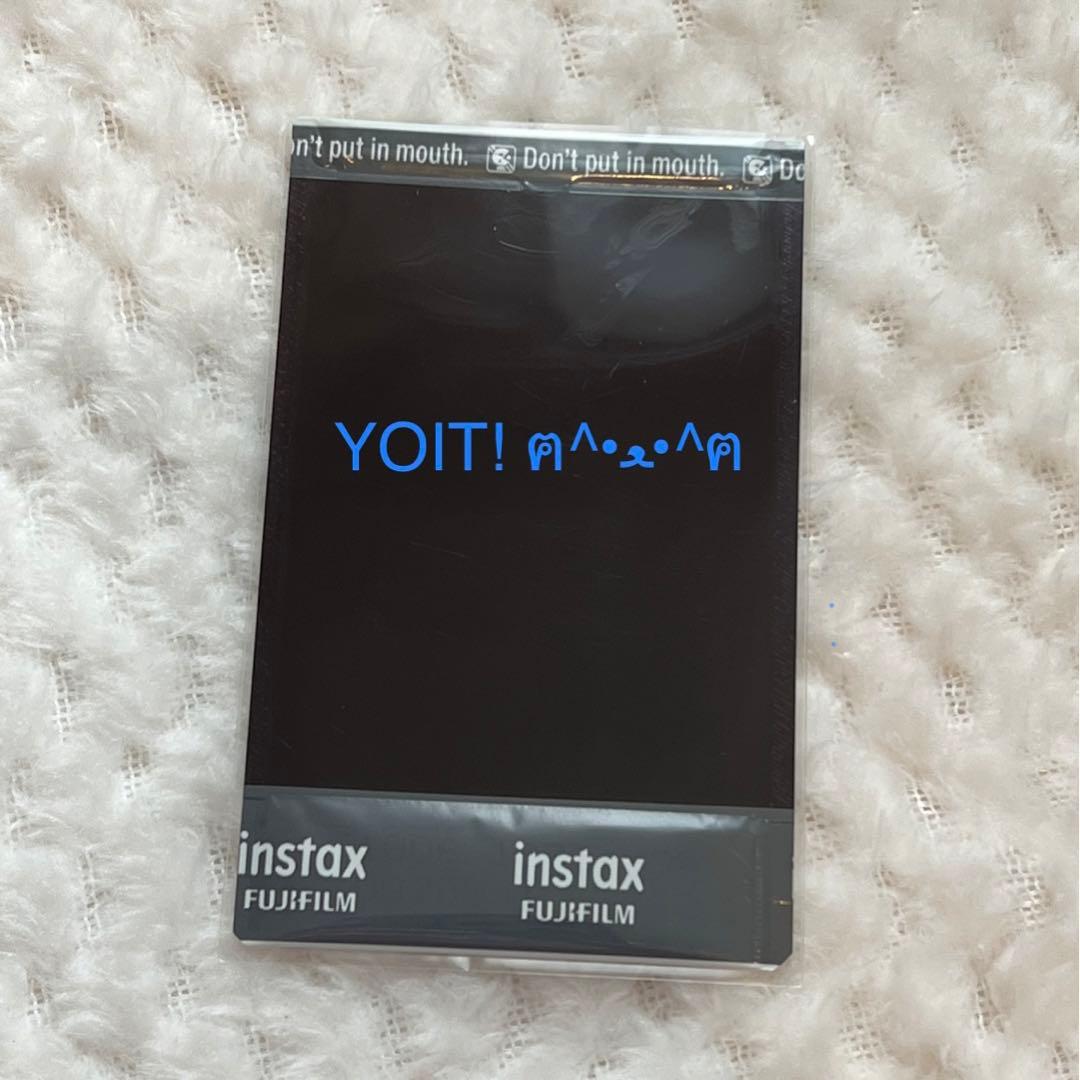 n't put in mouth. Don't put in mouth. Do
YOIT! ฅ^•ﻌ•^ฅ
instax instax
FUJIFILM FUJIFILM